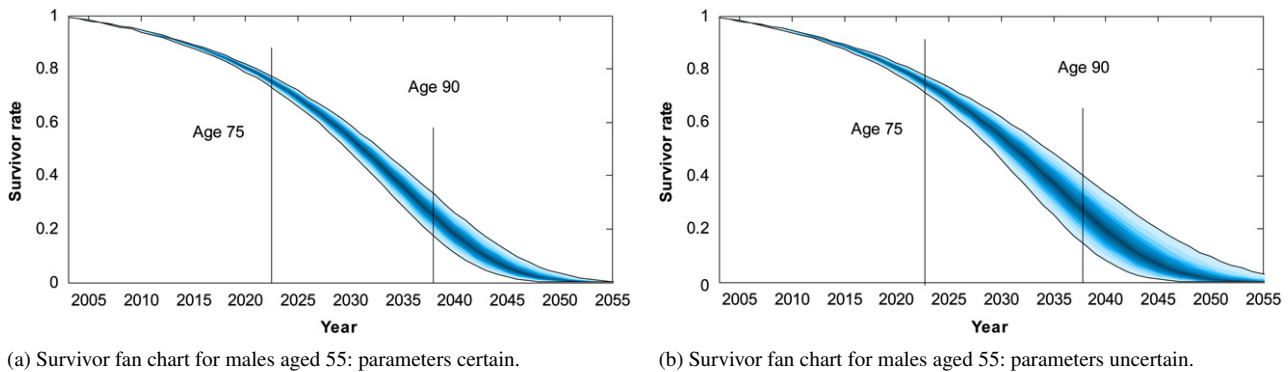 1
0.8
0.6
0.4
0.2
0
Survivor rate
Age 75
Age 90
2005 2010 2015 2020 2025 2030 2035 2040 2045 2050 2055
Year
(a) Survivor fan chart for males aged 55: parameters certain.
1
0.8
0.6
0.4
0.2
0
Survivor rate
Age 75
Age 90
2005 2010 2015 2020 2025 2030 2035 2040 2045 2050 2055
Year
(b) Survivor fan chart for males aged 55: parameters uncertain.